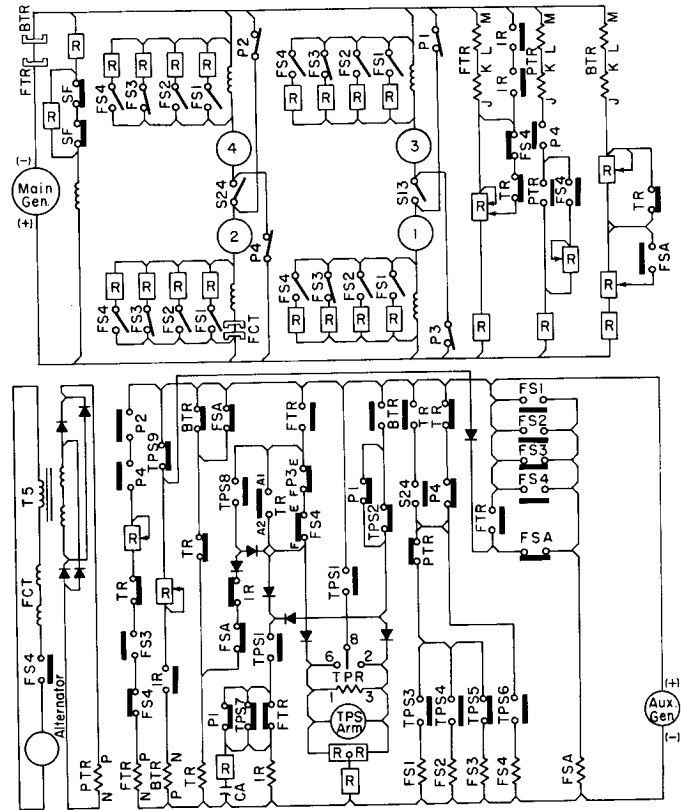 BTR
FTR
R
R
SF
SF
(-)
Main
Gen.
(+)
FS4
FS3
FS2
FS1
R
R
R
R
P2
4
S24
2
P4
FS4
FS3
FS2
FS1
R
R
R
R
FCT
FS4
FS3
FS2
FS1
R
R
R
R
P1
3
S13
1
P3
FS4
FS3
FS2
FS1
R
R
R
R
FTR
J K L M
IR
IR
FS4
TR
R
R
PTR
J K L M
P4
PTR
FS4
R
R
BTR
J K L M
R
TR
FSA
R
R
T5
FCT
FS4
Alternator
PTR
N P
P2
P4
R
TR
FS3
FS4
FTR
N P
TPS9
R
IR
BTR
P N
BTR
FSA
TR
FSA
TR
TPS8
IR
P1
TPS7
FTR
R
CA
IR
A1
TR
A2
TPS1
FTR
P3
E
F
FS4
E
F
TPS1
8
6
2
TPR
1
3
TPS
Arm
R
R
R
P1
TPS2
BTR
TR
TR
S24
P4
PTR
TPS3
TPS4
TPS5
TPS6
FS1
FS2
FS3
FS4
FTR
FS1
FS2
FS3
FS4
FSA
FSA
(+)
Aux.
Gen.
(-)